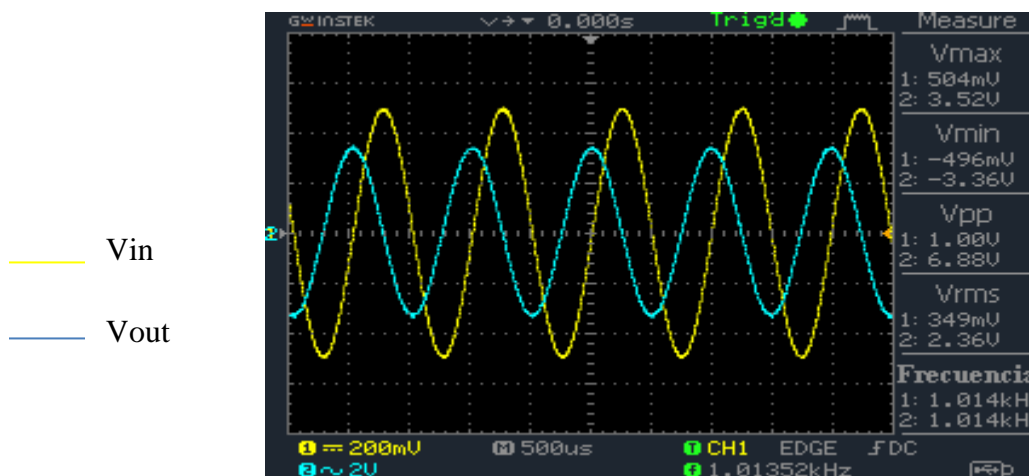 GWINSTEK 0.000s Trig'd Measure
Vmax
1: 504mV
2: 3.52V
Vmin
1: -496mV
2: -3.36V
Vpp
1: 1.00V
2: 6.88V
Vrms
1: 349mV
2: 2.36V
Frecuencia
1: 1.014kH
2: 1.014kH
2
Vin
Vout
1 200mV M 500us T CH1 EDGE DC
2 2V f 1.01352kHz